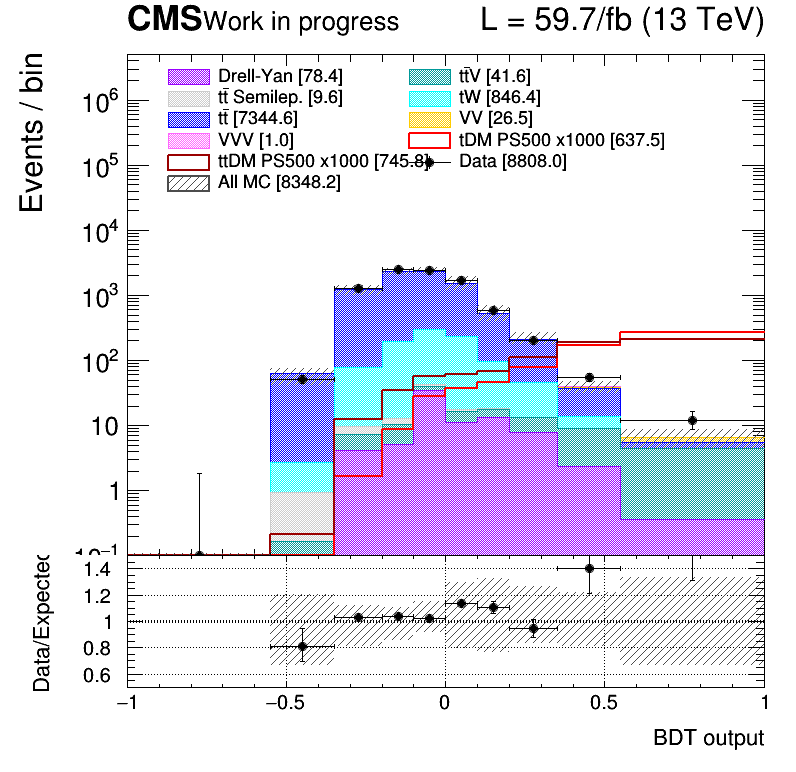 CMS Work in progress L = 59.7/fb (13 TeV)
Events / bin
Drell-Yan [78.4] tt̄V [41.6]
tt̄ Semilep. [9.6] tW [846.4]
tt̄ [7344.6] VV [26.5]
VVV [1.0] tDM PS500 x1000 [637.5]
ttDM PS500 x1000 [745.8] Data [8808.0]
All MC [8348.2]
10⁶
10⁵
10⁴
10³
10²
10
1
10⁻¹
Data/Expected
1.4
1.2
1
0.8
0.6
−1 −0.5 0 0.5 1
BDT output